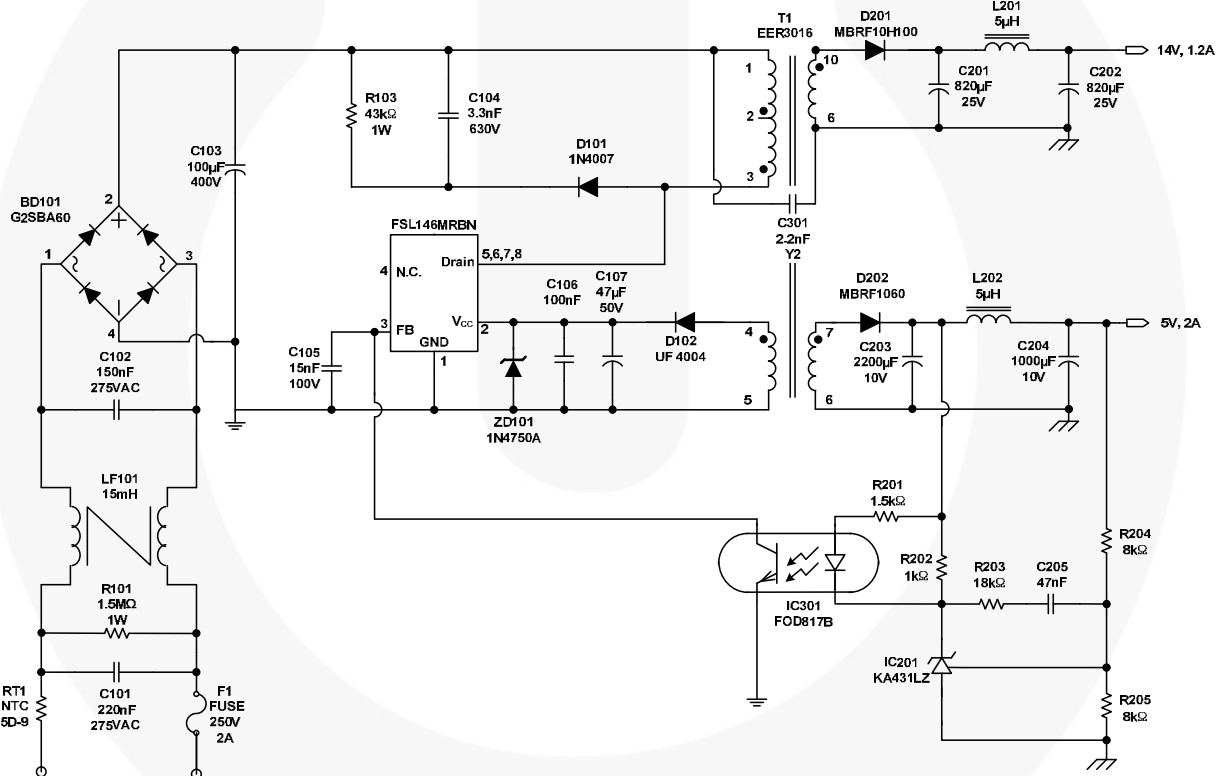 T1
EER3016
D201
MBRF10H100
L201
5µH
14V, 1.2A
1
2
3
10
6
C201
820µF
25V
C202
820µF
25V
R103
43kΩ
1W
C104
3.3nF
630V
C103
100µF
400V
D101
1N4007
BD101
G2SBA60
2
1
3
4
FSL146MRBN
4
N.C.
Drain
5,6,7,8
3
FB
VCC
2
GND
1
C301
2.2nF
Y2
C106
100nF
C107
47µF
50V
D102
UF 4004
4
5
7
6
D202
MBRF1060
L202
5µH
5V, 2A
C203
2200µF
10V
C204
1000µF
10V
C105
15nF
100V
C102
150nF
275VAC
ZD101
1N4750A
LF101
15mH
R201
1.5kΩ
R202
1kΩ
R203
18kΩ
C205
47nF
R204
8kΩ
IC301
FOD817B
IC201
KA431LZ
R205
8kΩ
R101
1.5MΩ
1W
C101
220nF
275VAC
RT1
NTC
5D-9
F1
FUSE
250V
2A